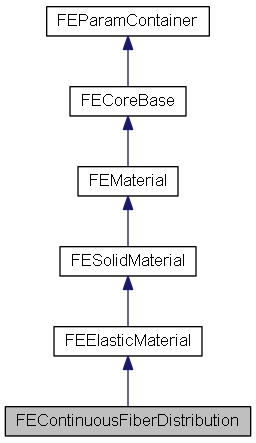 FEParamContainer
FECoreBase
FEMaterial
FESolidMaterial
FEElasticMaterial
FEContinuousFiberDistribution